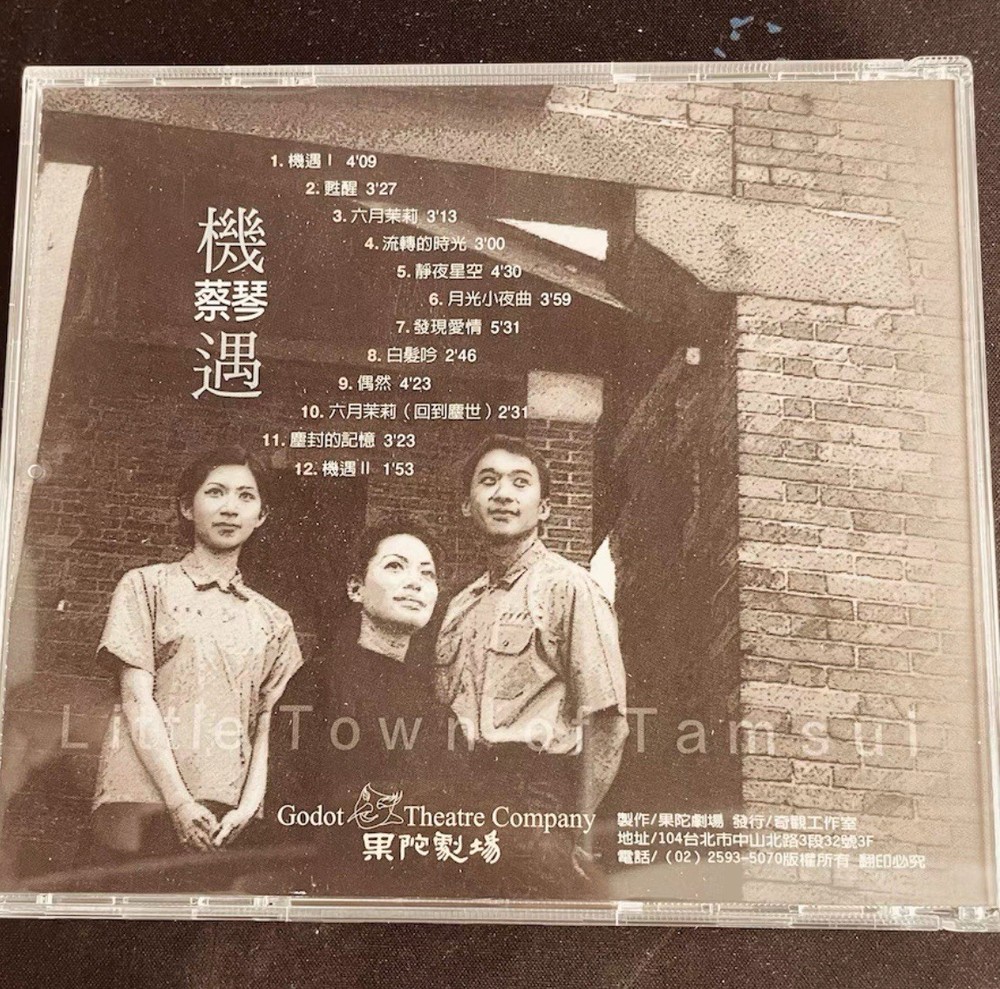 1. 機遇Ⅰ 4'09
2. 甦醒 3'27
3. 六月茉莉 3'13
4. 流轉的時光 3'00
5. 靜夜星空 4'30
6. 月光小夜曲 3'59
7. 發現愛情 5'31
8. 白髮吟 2'46
9. 偶然 4'23
10. 六月茉莉（回到塵世）2'31
11. 塵封的記憶 3'23
12. 機遇Ⅱ 1'53
機
蔡琴
遇
Little Town of Tamsui
Godot Theatre Company
果陀劇場
製作/果陀劇場 發行/奇觀工作室
地址/104台北市中山北路3段32號3F
電話/（02）2593-5070版權所有 翻印必究